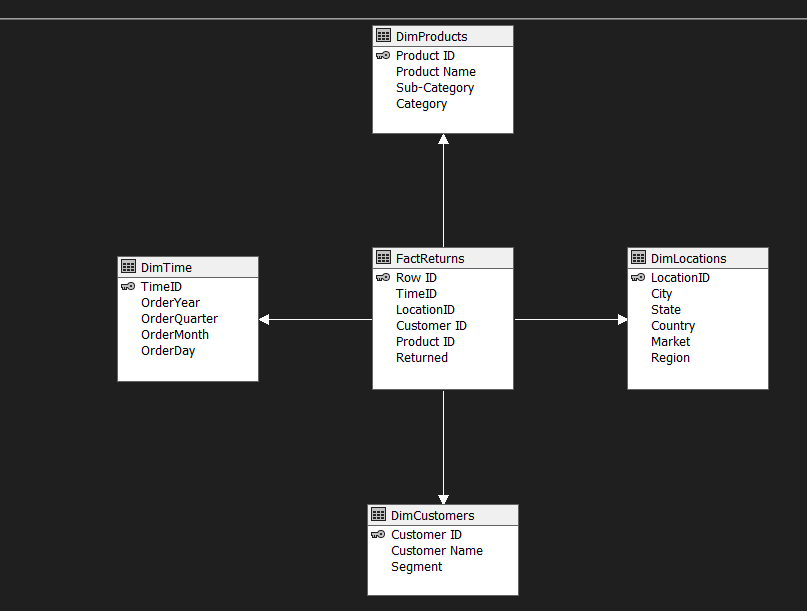 DimProducts
Product ID
Product Name
Sub-Category
Category
DimTime
TimeID
OrderYear
OrderQuarter
OrderMonth
OrderDay
FactReturns
Row ID
TimeID
LocationID
Customer ID
Product ID
Returned
DimLocations
LocationID
City
State
Country
Market
Region
DimCustomers
Customer ID
Customer Name
Segment